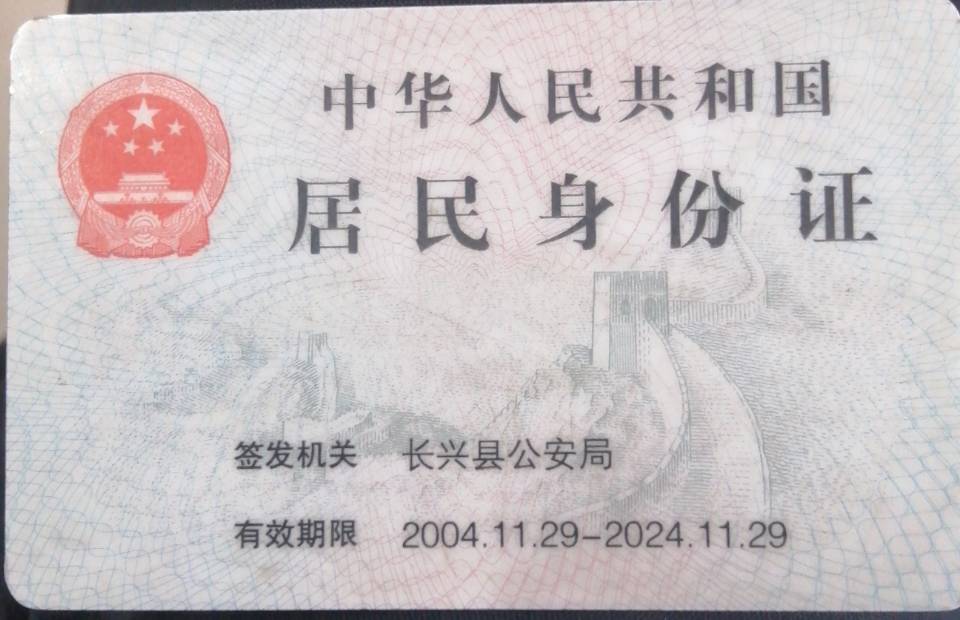 中华人民共和国
居民身份证
签发机关 长兴县公安局
有效期限 2004.11.29-2024.11.29